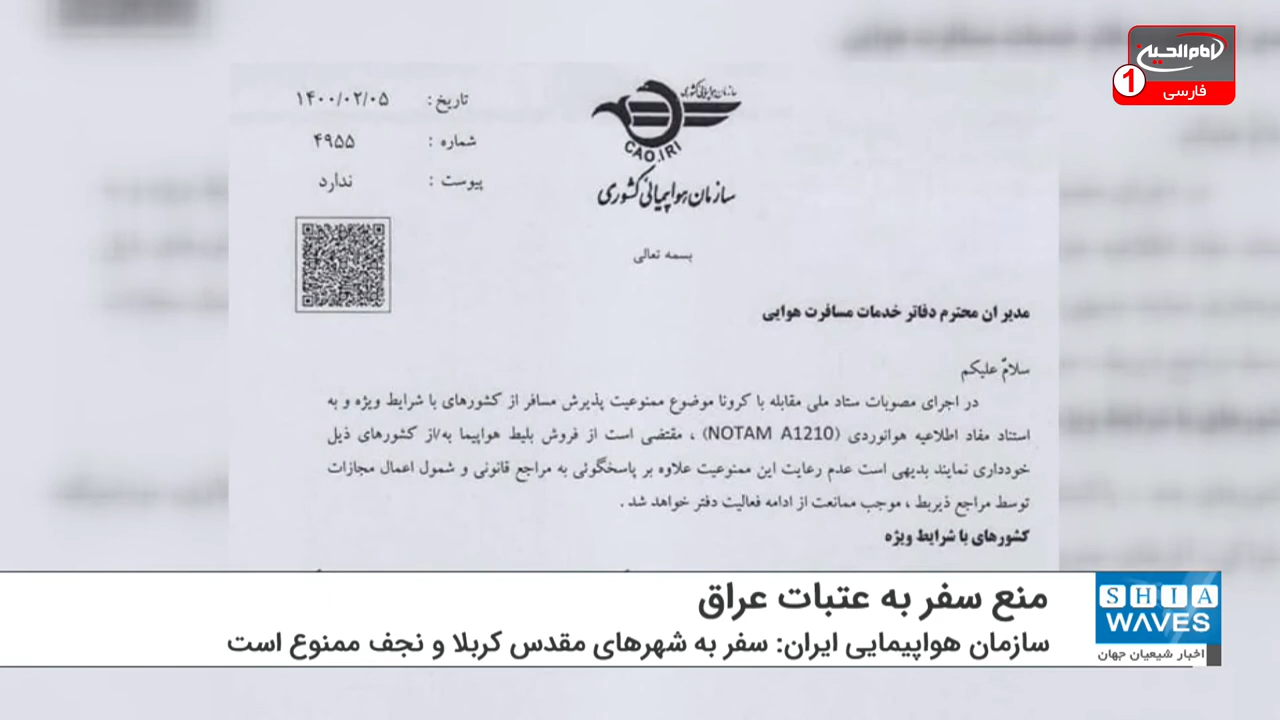 امام الحسین
1
فارسی
سازمان هواپیمایی کشوری
CAO.IRI
سازمان هواپیمائی کشوری
تاریخ : ۱۴۰۰/۰۲/۰۵
شماره : ۴۹۵۵
پیوست : ندارد
بسمه تعالی
مدیران محترم دفاتر خدمات مسافرت هوایی
سلامٌ علیکم
در اجرای مصوبات ستاد ملی مقابله با کرونا موضوع ممنوعیت پذیرش مسافر از کشورهای با شرایط ویژه و به
استناد مفاد اطلاعیه هوانوردی (NOTAM A1210) ، مقتضی است از فروش بلیط هواپیما به/از کشورهای ذیل
خودداری نمایند بدیهی است عدم رعایت این ممنوعیت علاوه بر پاسخگوئی به مراجع قانونی و شمول اعمال مجازات
توسط مراجع ذیربط ، موجب ممانعت از ادامه فعالیت دفتر خواهد شد .
کشورهای با شرایط ویژه
منع سفر به عتبات عراق
سازمان هواپیمایی ایران: سفر به شهرهای مقدس کربلا و نجف ممنوع است
SHIA
WAVES
اخبار شیعیان جهان